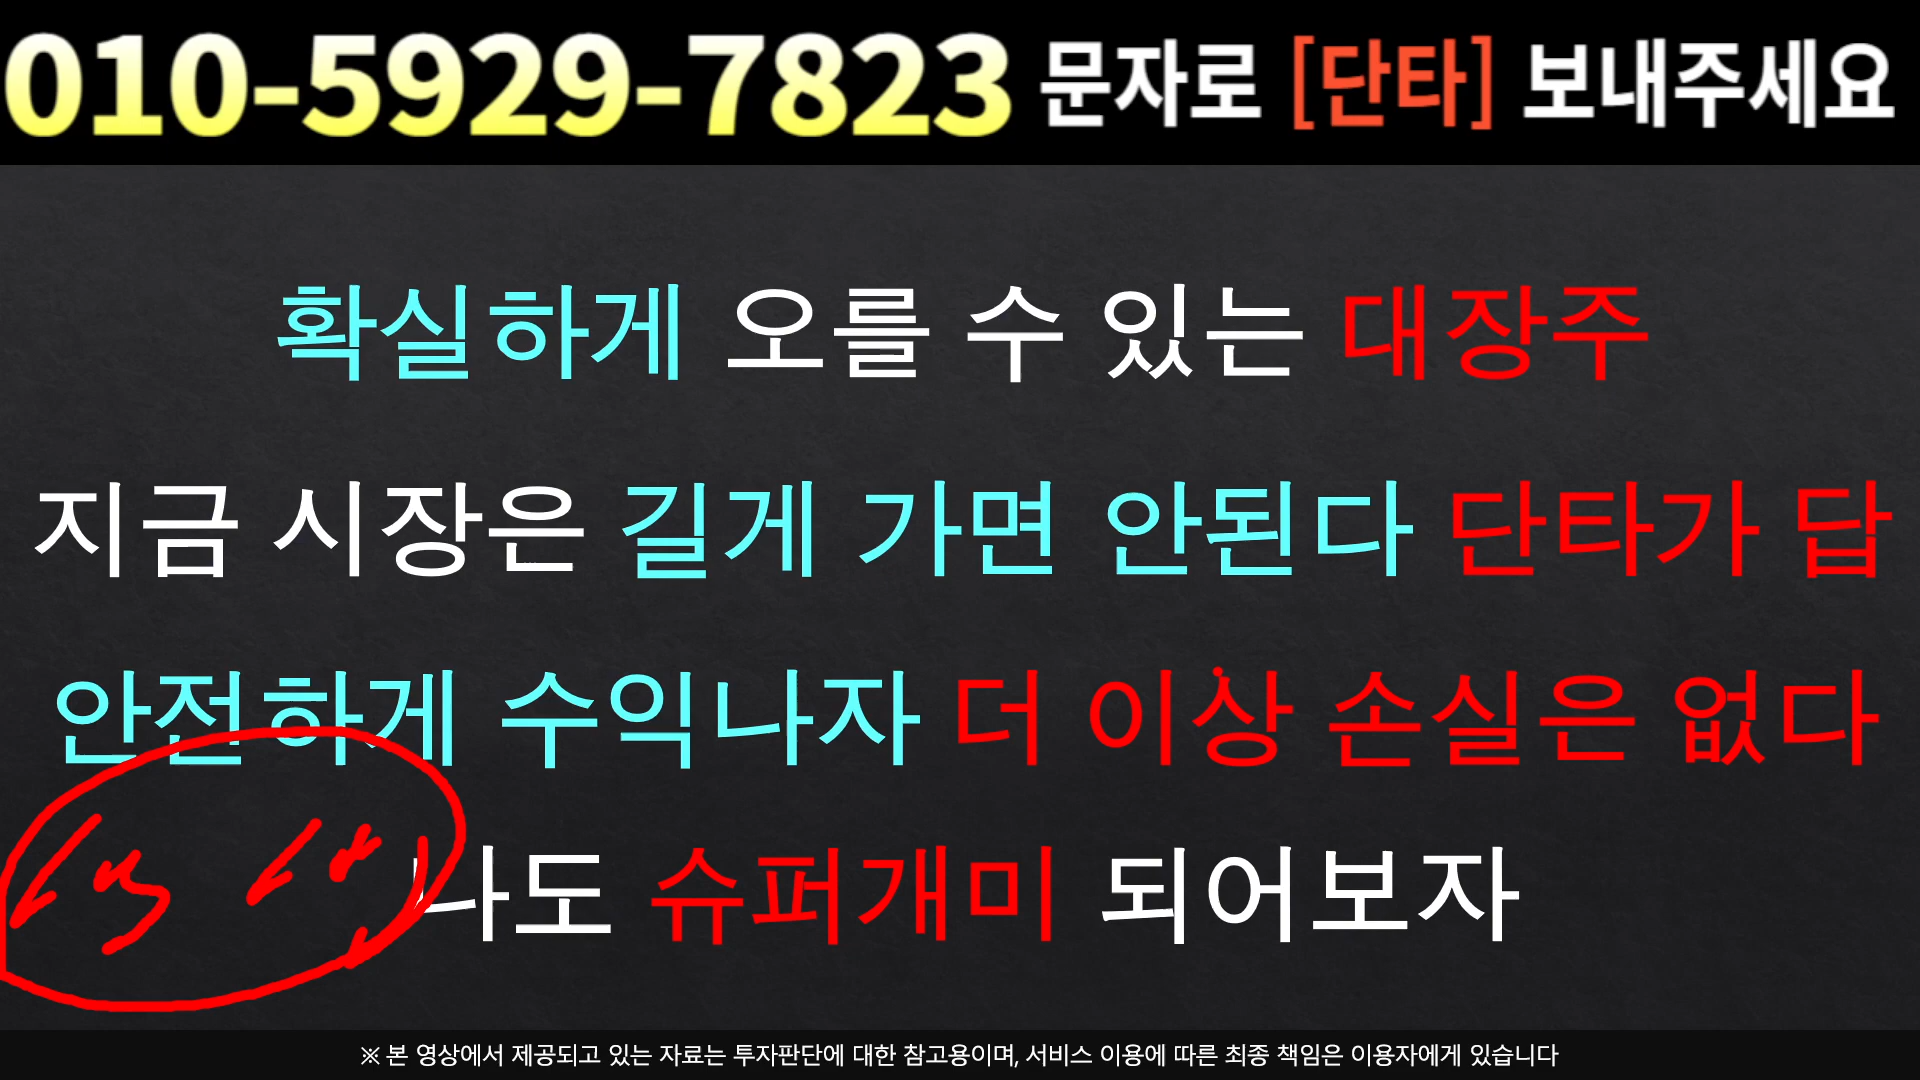 010-5929-7823 문자로 [단타] 보내주세요
확실하게 오를 수 있는 대장주
지금 시장은 길게 가면 안된다 단타가 답
안전하게 수익나자 더 이상 손실은 없다
나도 슈퍼개미 되어보자
※ 본 영상에서 제공되고 있는 자료는 투자판단에 대한 참고용이며, 서비스 이용에 따른 최종 책임은 이용자에게 있습니다